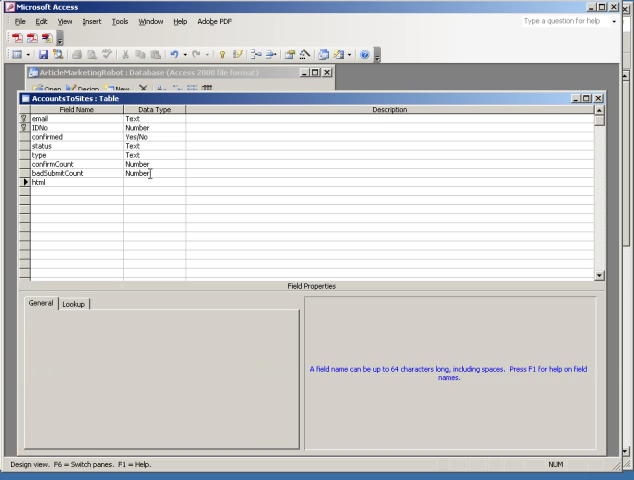 Microsoft Access
File Edit View Insert Tools Window Help Adobe PDF
Type a question for help
ArticleMarketingRobot : Database (Access 2000 file format)
Open Design New
AccountsToSites : Table
Field Name Data Type Description
email Text
IDNo Number
confirmed Yes/No
status Text
type Text
confirmCount Number
badSubmitCount Number
html
Field Properties
General Lookup
A field name can be up to 64 characters long, including spaces. Press F1 for help on field
names.
Design view. F6 = Switch panes. F1 = Help.
NUM